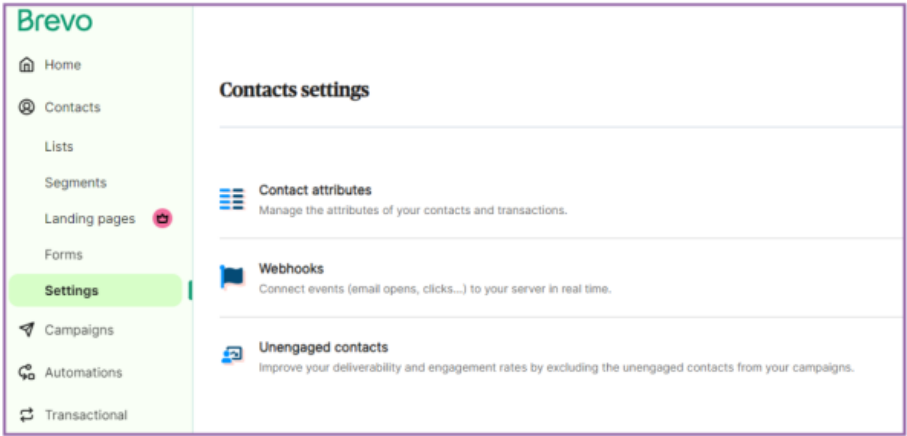 Brevo
Home
Contacts
Lists
Segments
Landing pages
Forms
Settings
Campaigns
Automations
Transactional
Contacts settings
Contact attributes
Manage the attributes of your contacts and transactions.
Webhooks
Connect events (email opens, clicks...) to your server in real time.
Unengaged contacts
Improve your deliverability and engagement rates by excluding the unengaged contacts from your campaigns.